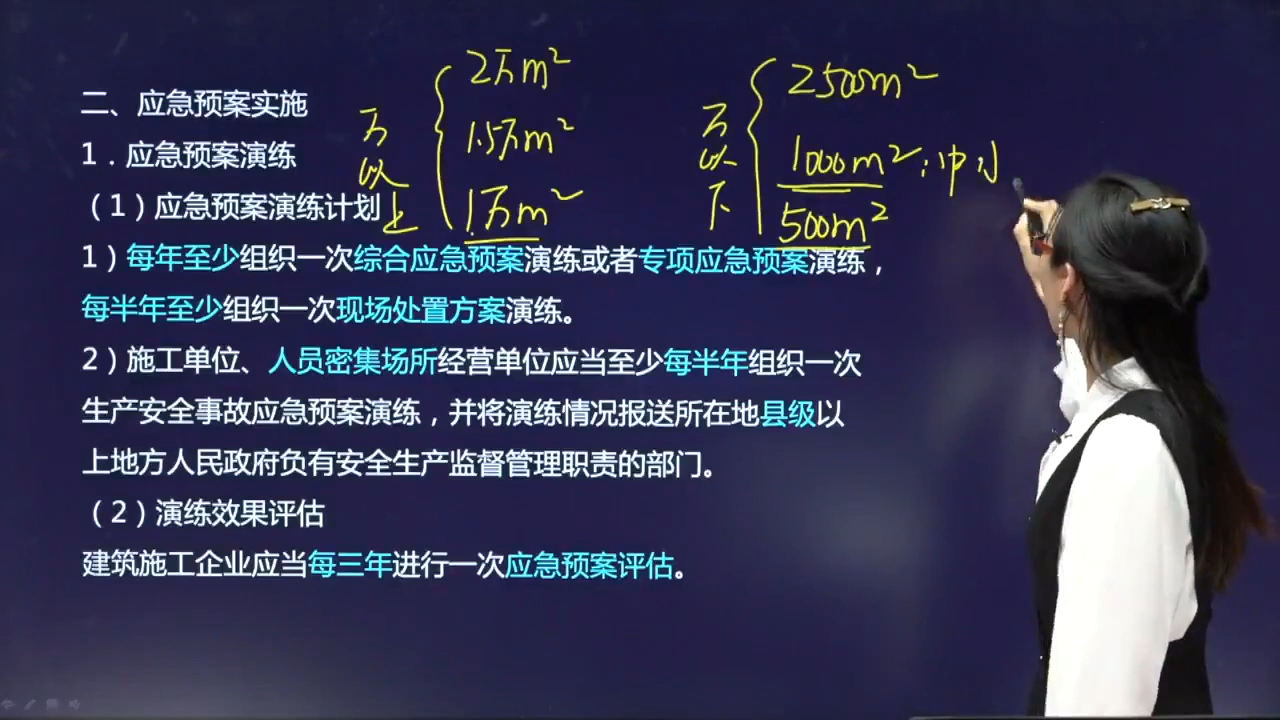 二、应急预案实施
1．应急预案演练
（1）应急预案演练计划
1）每年至少组织一次综合应急预案演练或者专项应急预案演练，
每半年至少组织一次现场处置方案演练。
2）施工单位、人员密集场所经营单位应当至少每半年组织一次
生产安全事故应急预案演练，并将演练情况报送所在地县级以
上地方人民政府负有安全生产监督管理职责的部门。
（2）演练效果评估
建筑施工企业应当每三年进行一次应急预案评估。
万以上
2万m²
1.5万m²
1万m²
万以下
2500m²
1000m²：中小
500m²